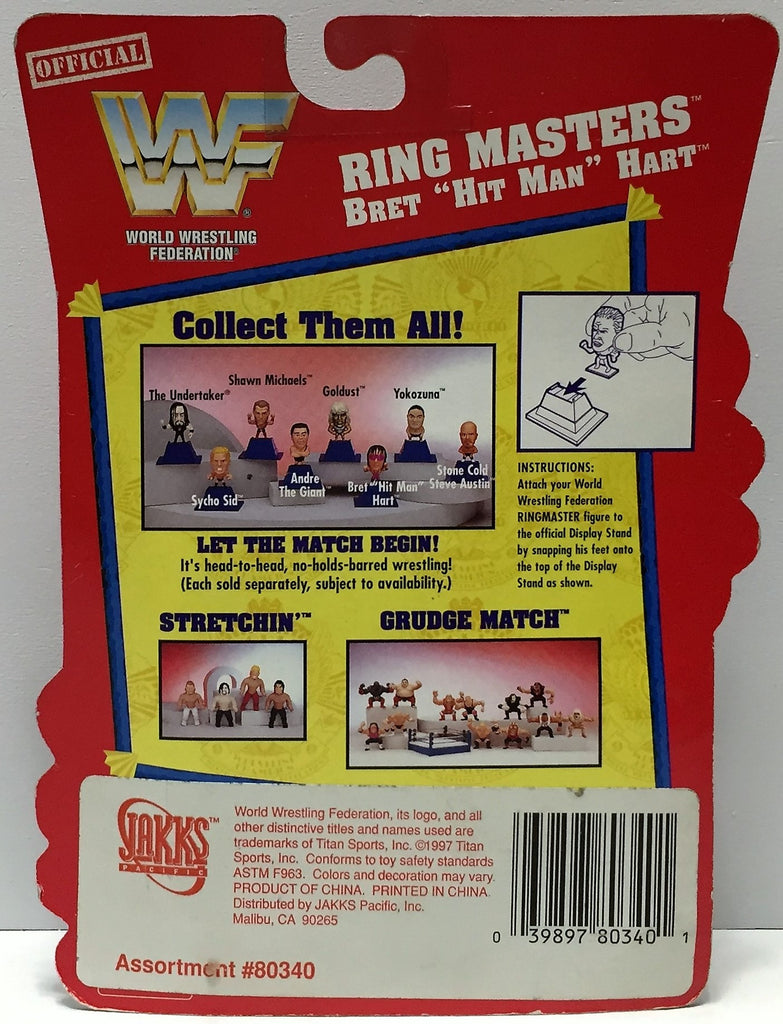 OFFICIAL
WF
WORLD WRESTLING
FEDERATION®
RING MASTERS™
BRET "HIT MAN" HART™
Collect Them All!
The Undertaker®
Shawn Michaels™
Goldust™
Yokozuna™
Sycho Sid™
Andre
The Giant™
Bret "Hit Man"
Hart™
Stone Cold
Steve Austin™
LET THE MATCH BEGIN!
It's head-to-head, no-holds-barred wrestling!
(Each sold separately, subject to availability.)
INSTRUCTIONS:
Attach your World
Wrestling Federation
RINGMASTER figure to
the official Display Stand
by snapping his feet onto
the top of the Display
Stand as shown.
STRETCHIN'™
GRUDGE MATCH™
JAKKS™
PACIFIC
World Wrestling Federation, its logo, and all
other distinctive titles and names used are
trademarks of Titan Sports, Inc. ©1997 Titan
Sports, Inc. Conforms to toy safety standards
ASTM F963. Colors and decoration may vary.
PRODUCT OF CHINA. PRINTED IN CHINA.
Distributed by JAKKS Pacific, Inc.
Malibu, CA 90265
Assortment #80340
0 39897 80340 1